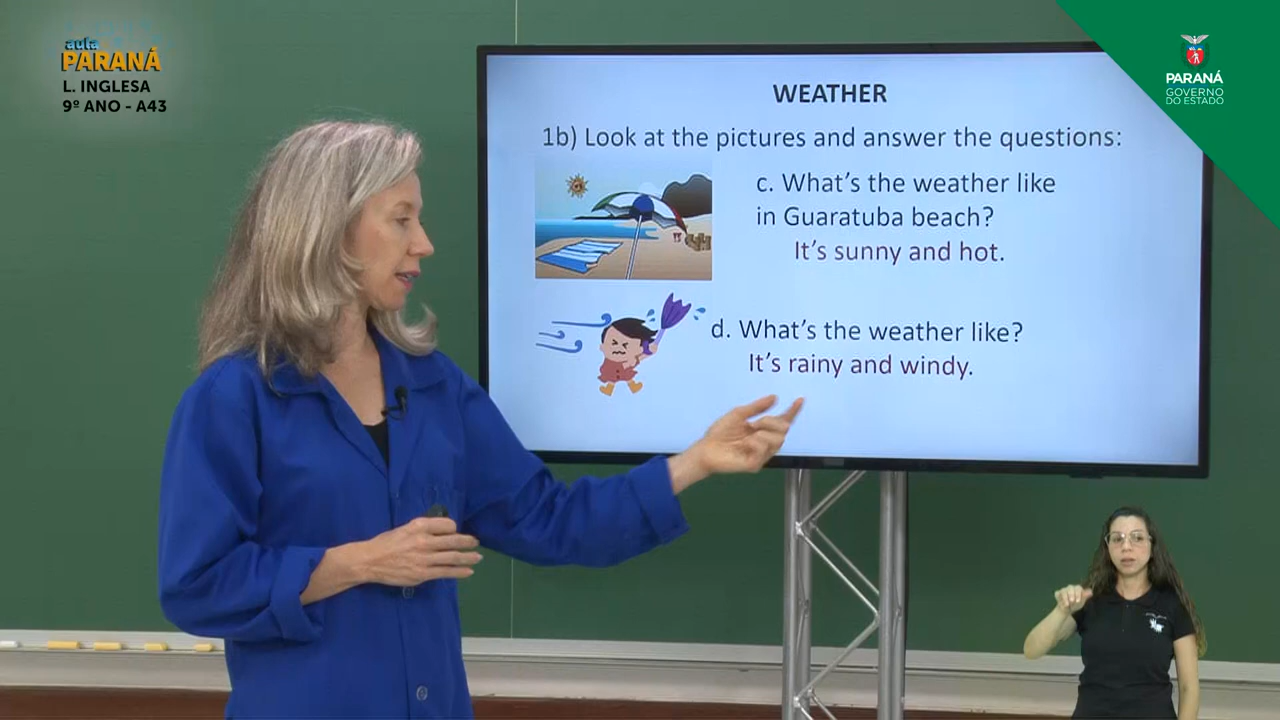 aula
PARANÁ
L. INGLESA
9º ANO - A43
PARANÁ
GOVERNO
DO ESTADO
WEATHER
1b) Look at the pictures and answer the questions:
c. What's the weather like
in Guaratuba beach?
It's sunny and hot.
d. What's the weather like?
It's rainy and windy.